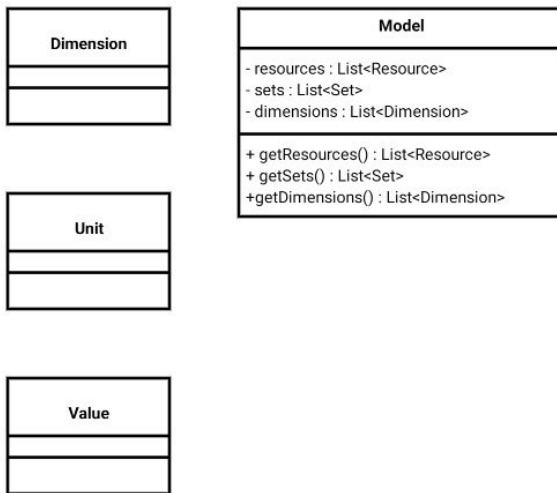 Dimension
Model
- resources : List<Resource>
- sets : List<Set>
- dimensions : List<Dimension>
+ getResources() : List<Resource>
+ getSets() : List<Set>
+getDimensions() : List<Dimension>
Unit
Value